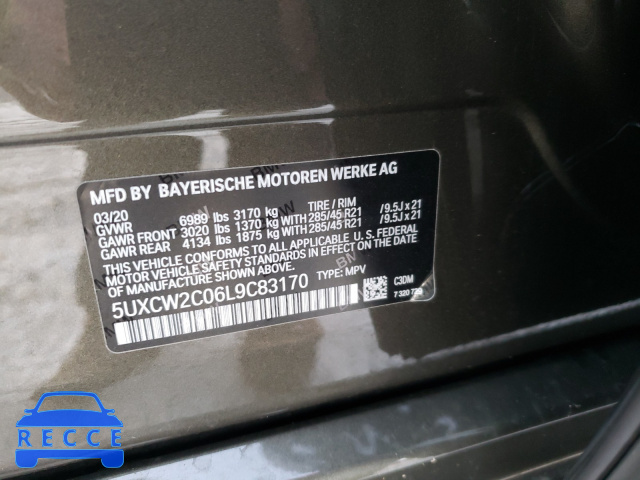 MFD BY BAYERISCHE MOTOREN WERKE AG
03/20 TIRE / RIM
GVWR 6989 lbs 3170 kg
GAWR FRONT 3020 lbs 1370 kg WITH 285/45 R21 /9.5J x 21
GAWR REAR 4134 lbs 1875 kg WITH 285/45 R21 /9.5J x 21
THIS VEHICLE CONFORMS TO ALL APPLICABLE U.S. FEDERAL
MOTOR VEHICLE SAFETY STANDARDS IN EFFECT ON THE DATE
OF MANUFACTURE SHOWN ABOVE.
5UXCW2C06L9C83170 TYPE: MPV
C3DM
RECCE